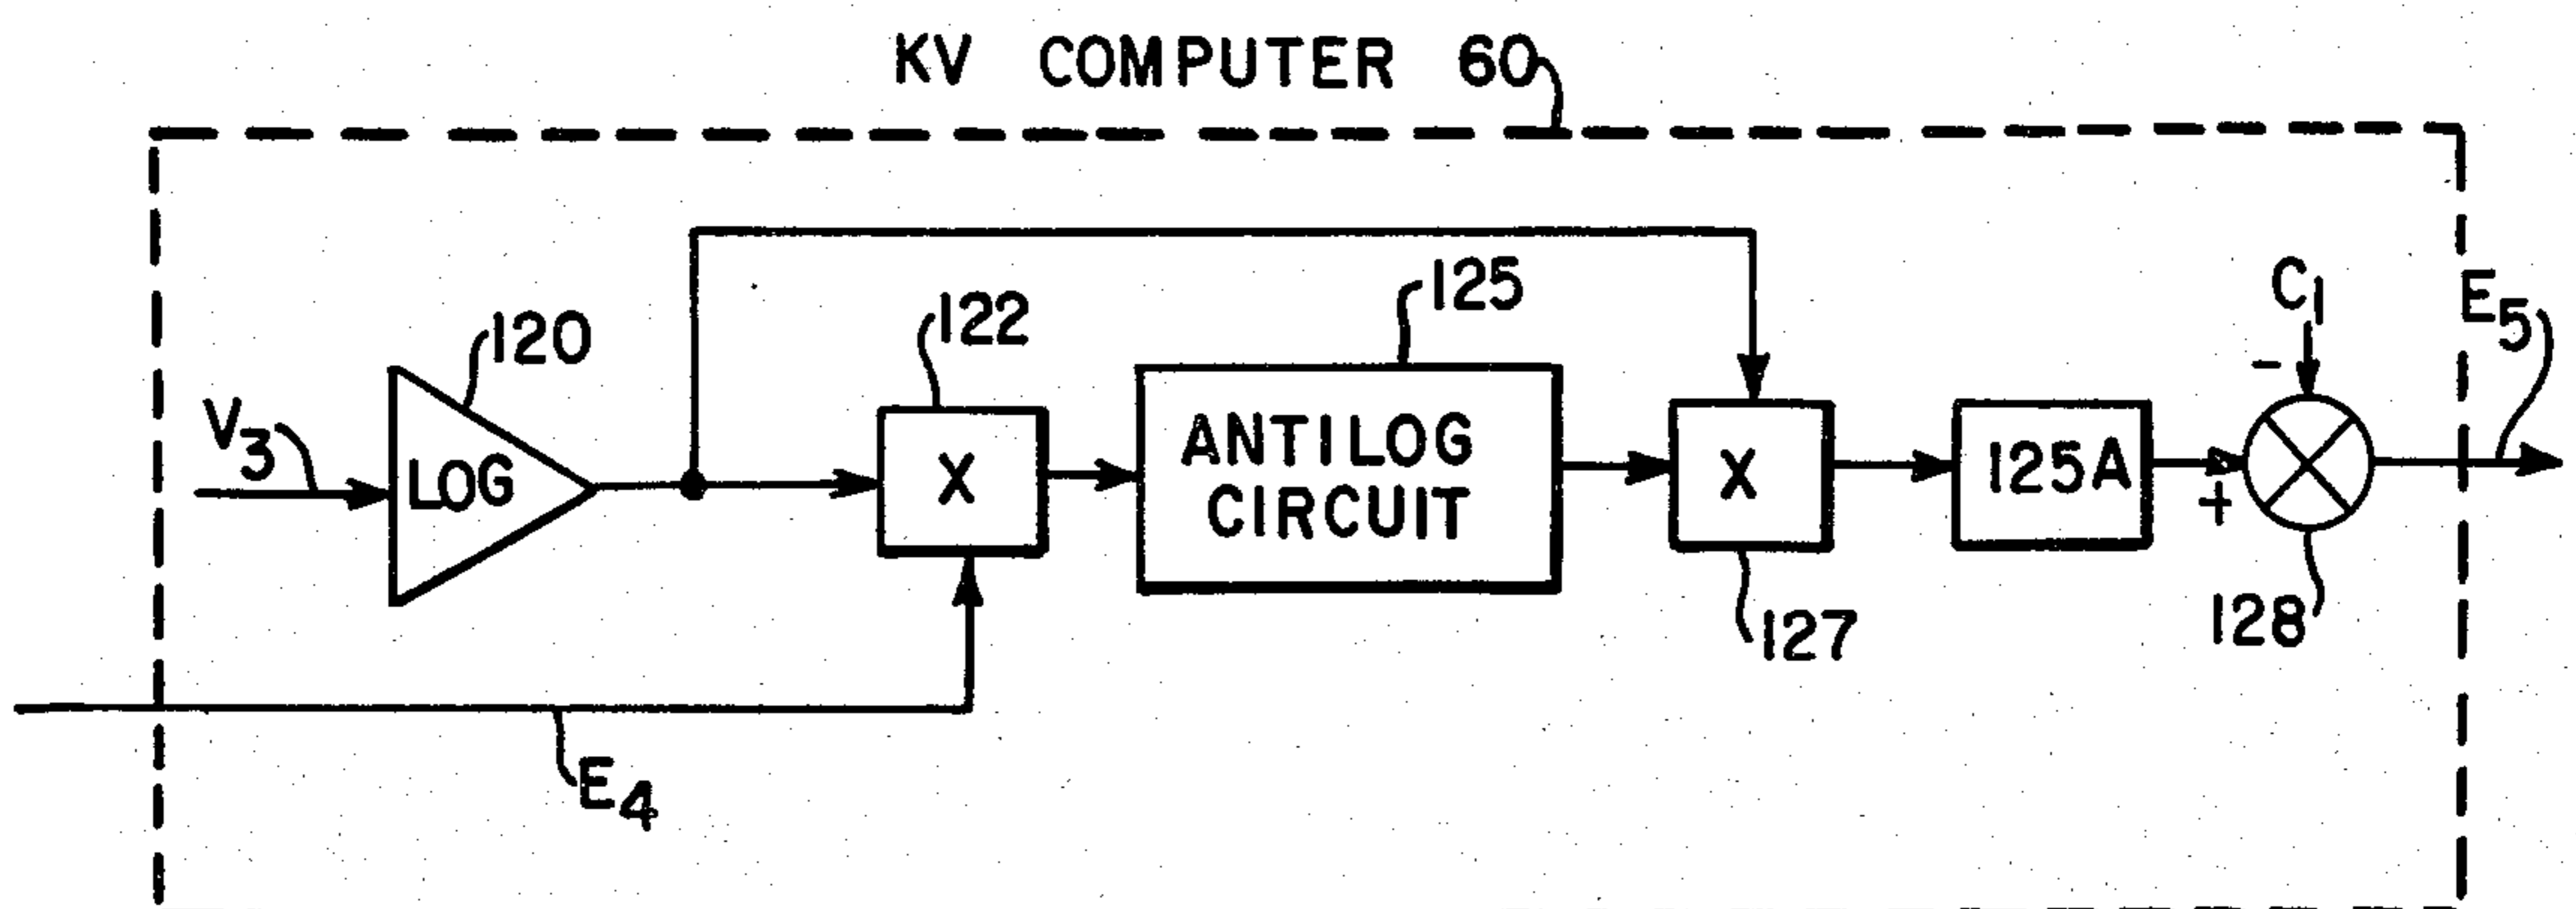 KV COMPUTER 60
125
C1
E5
122
120
-
V3
LOG
X
ANTILOG
CIRCUIT
X
125A
+
127
128
E4